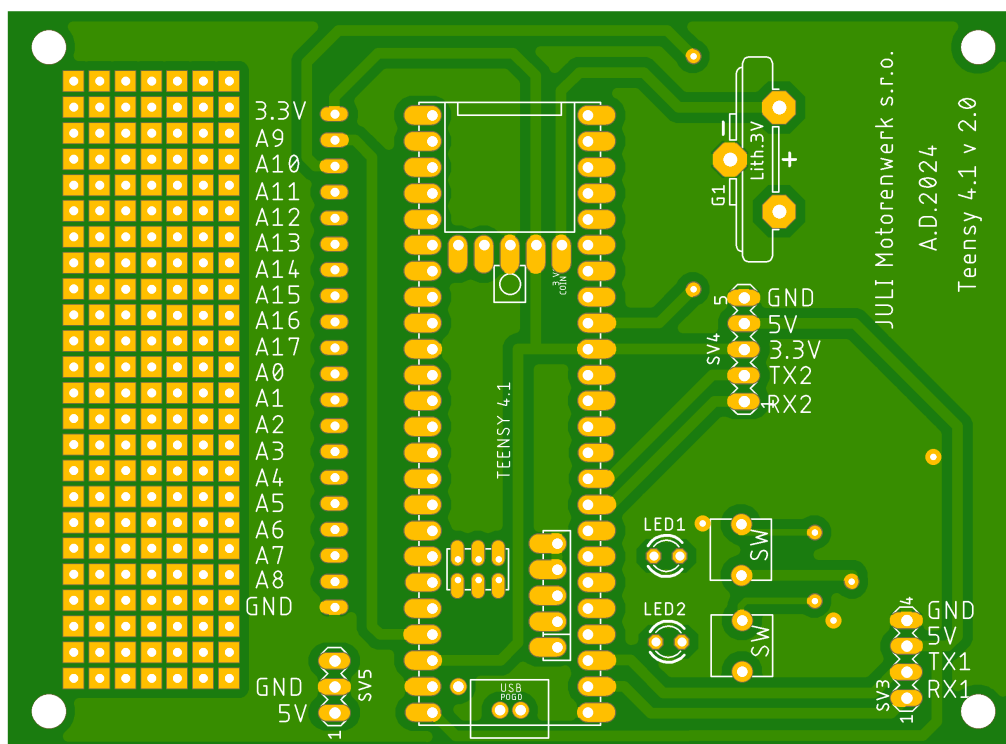 3.3V
A9
A10
A11
A12
A13
A14
A15
A16
A17
A0
A1
A2
A3
A4
A5
A6
A7
A8
GND
GND
5V
SV5
1
TEENSY 4.1
3.V
COIN
USB
POGO
G1
Lith.3V
-
+
5
SV4
1
GND
5V
3.3V
TX2
RX2
JULI Motorenwerk s.r.o.
A.D.2024
Teensy 4.1 v 2.0
LED1
SW
LED2
SW
4
SV3
1
GND
5V
TX1
RX1